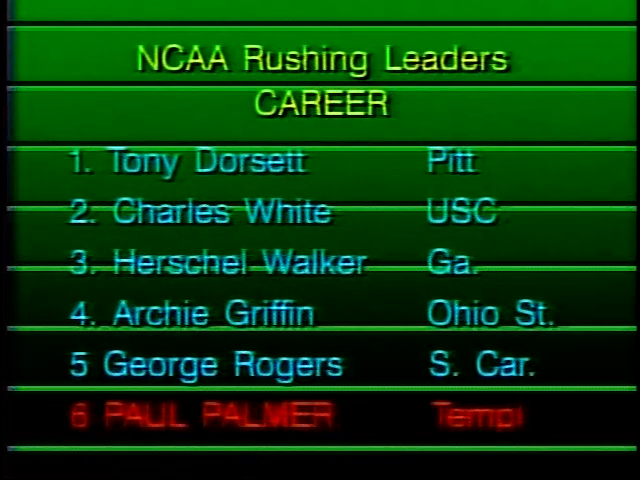 NCAA Rushing Leaders
CAREER
1. Tony Dorsett Pitt
2. Charles White USC
3. Herschel Walker Ga.
4. Archie Griffin Ohio St.
5 George Rogers S. Car.
6 PAUL PALMER